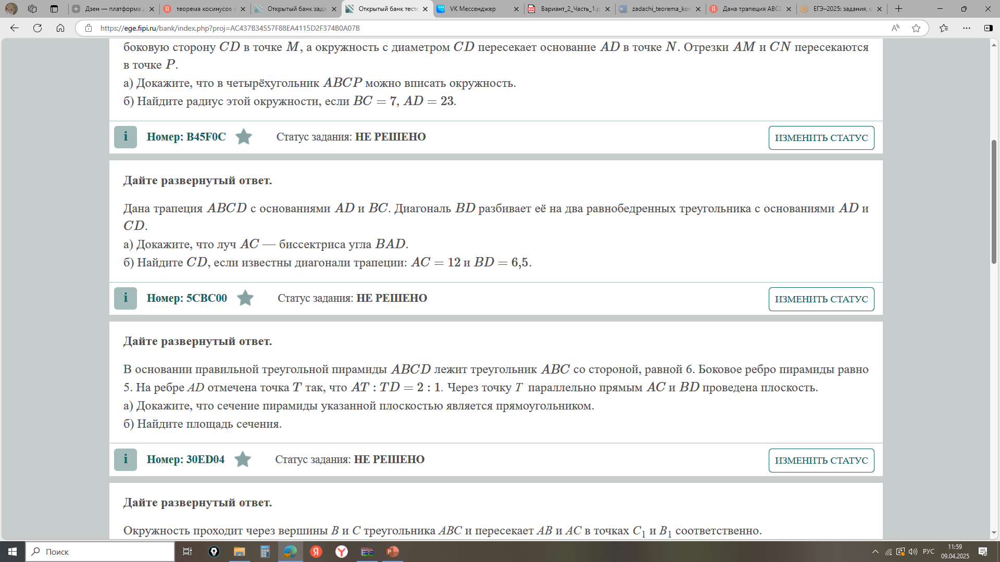 Дзен — платформа д
теорема косинусов в
Открытый банк зада
Открытый банк тест
VK Мессенджер
Вариант_2_Часть_1.p
zadachi_teorema_kos
Дана трапеция ABCD
ЕГЭ–2025: задания, о
https://ege.fipi.ru/bank/index.php?proj=AC437B34557F88EA4115D2F374B0A07B
боковую сторону CD в точке M, а окружность с диаметром CD пересекает основание AD в точке N. Отрезки AM и CN пересекаются
в точке P.
а) Докажите, что в четырёхугольник ABCP можно вписать окружность.
б) Найдите радиус этой окружности, если BC = 7, AD = 23.
i Номер: B45F0C Статус задания: НЕ РЕШЕНО ИЗМЕНИТЬ СТАТУС
Дайте развернутый ответ.
Дана трапеция ABCD с основаниями AD и BC. Диагональ BD разбивает её на два равнобедренных треугольника с основаниями AD и
CD.
а) Докажите, что луч AC — биссектриса угла BAD.
б) Найдите CD, если известны диагонали трапеции: AC = 12 и BD = 6,5.
i Номер: 5CBC00 Статус задания: НЕ РЕШЕНО ИЗМЕНИТЬ СТАТУС
Дайте развернутый ответ.
В основании правильной треугольной пирамиды ABCD лежит треугольник ABC со стороной, равной 6. Боковое ребро пирамиды равно
5. На ребре AD отмечена точка T так, что AT : TD = 2 : 1. Через точку T параллельно прямым AC и BD проведена плоскость.
а) Докажите, что сечение пирамиды указанной плоскостью является прямоугольником.
б) Найдите площадь сечения.
i Номер: 30ED04 Статус задания: НЕ РЕШЕНО ИЗМЕНИТЬ СТАТУС
Дайте развернутый ответ.
Окружность проходит через вершины B и C треугольника ABC и пересекает AB и AC в точках C₁ и B₁ соответственно.
Поиск
РУС
11:59
09.04.2025